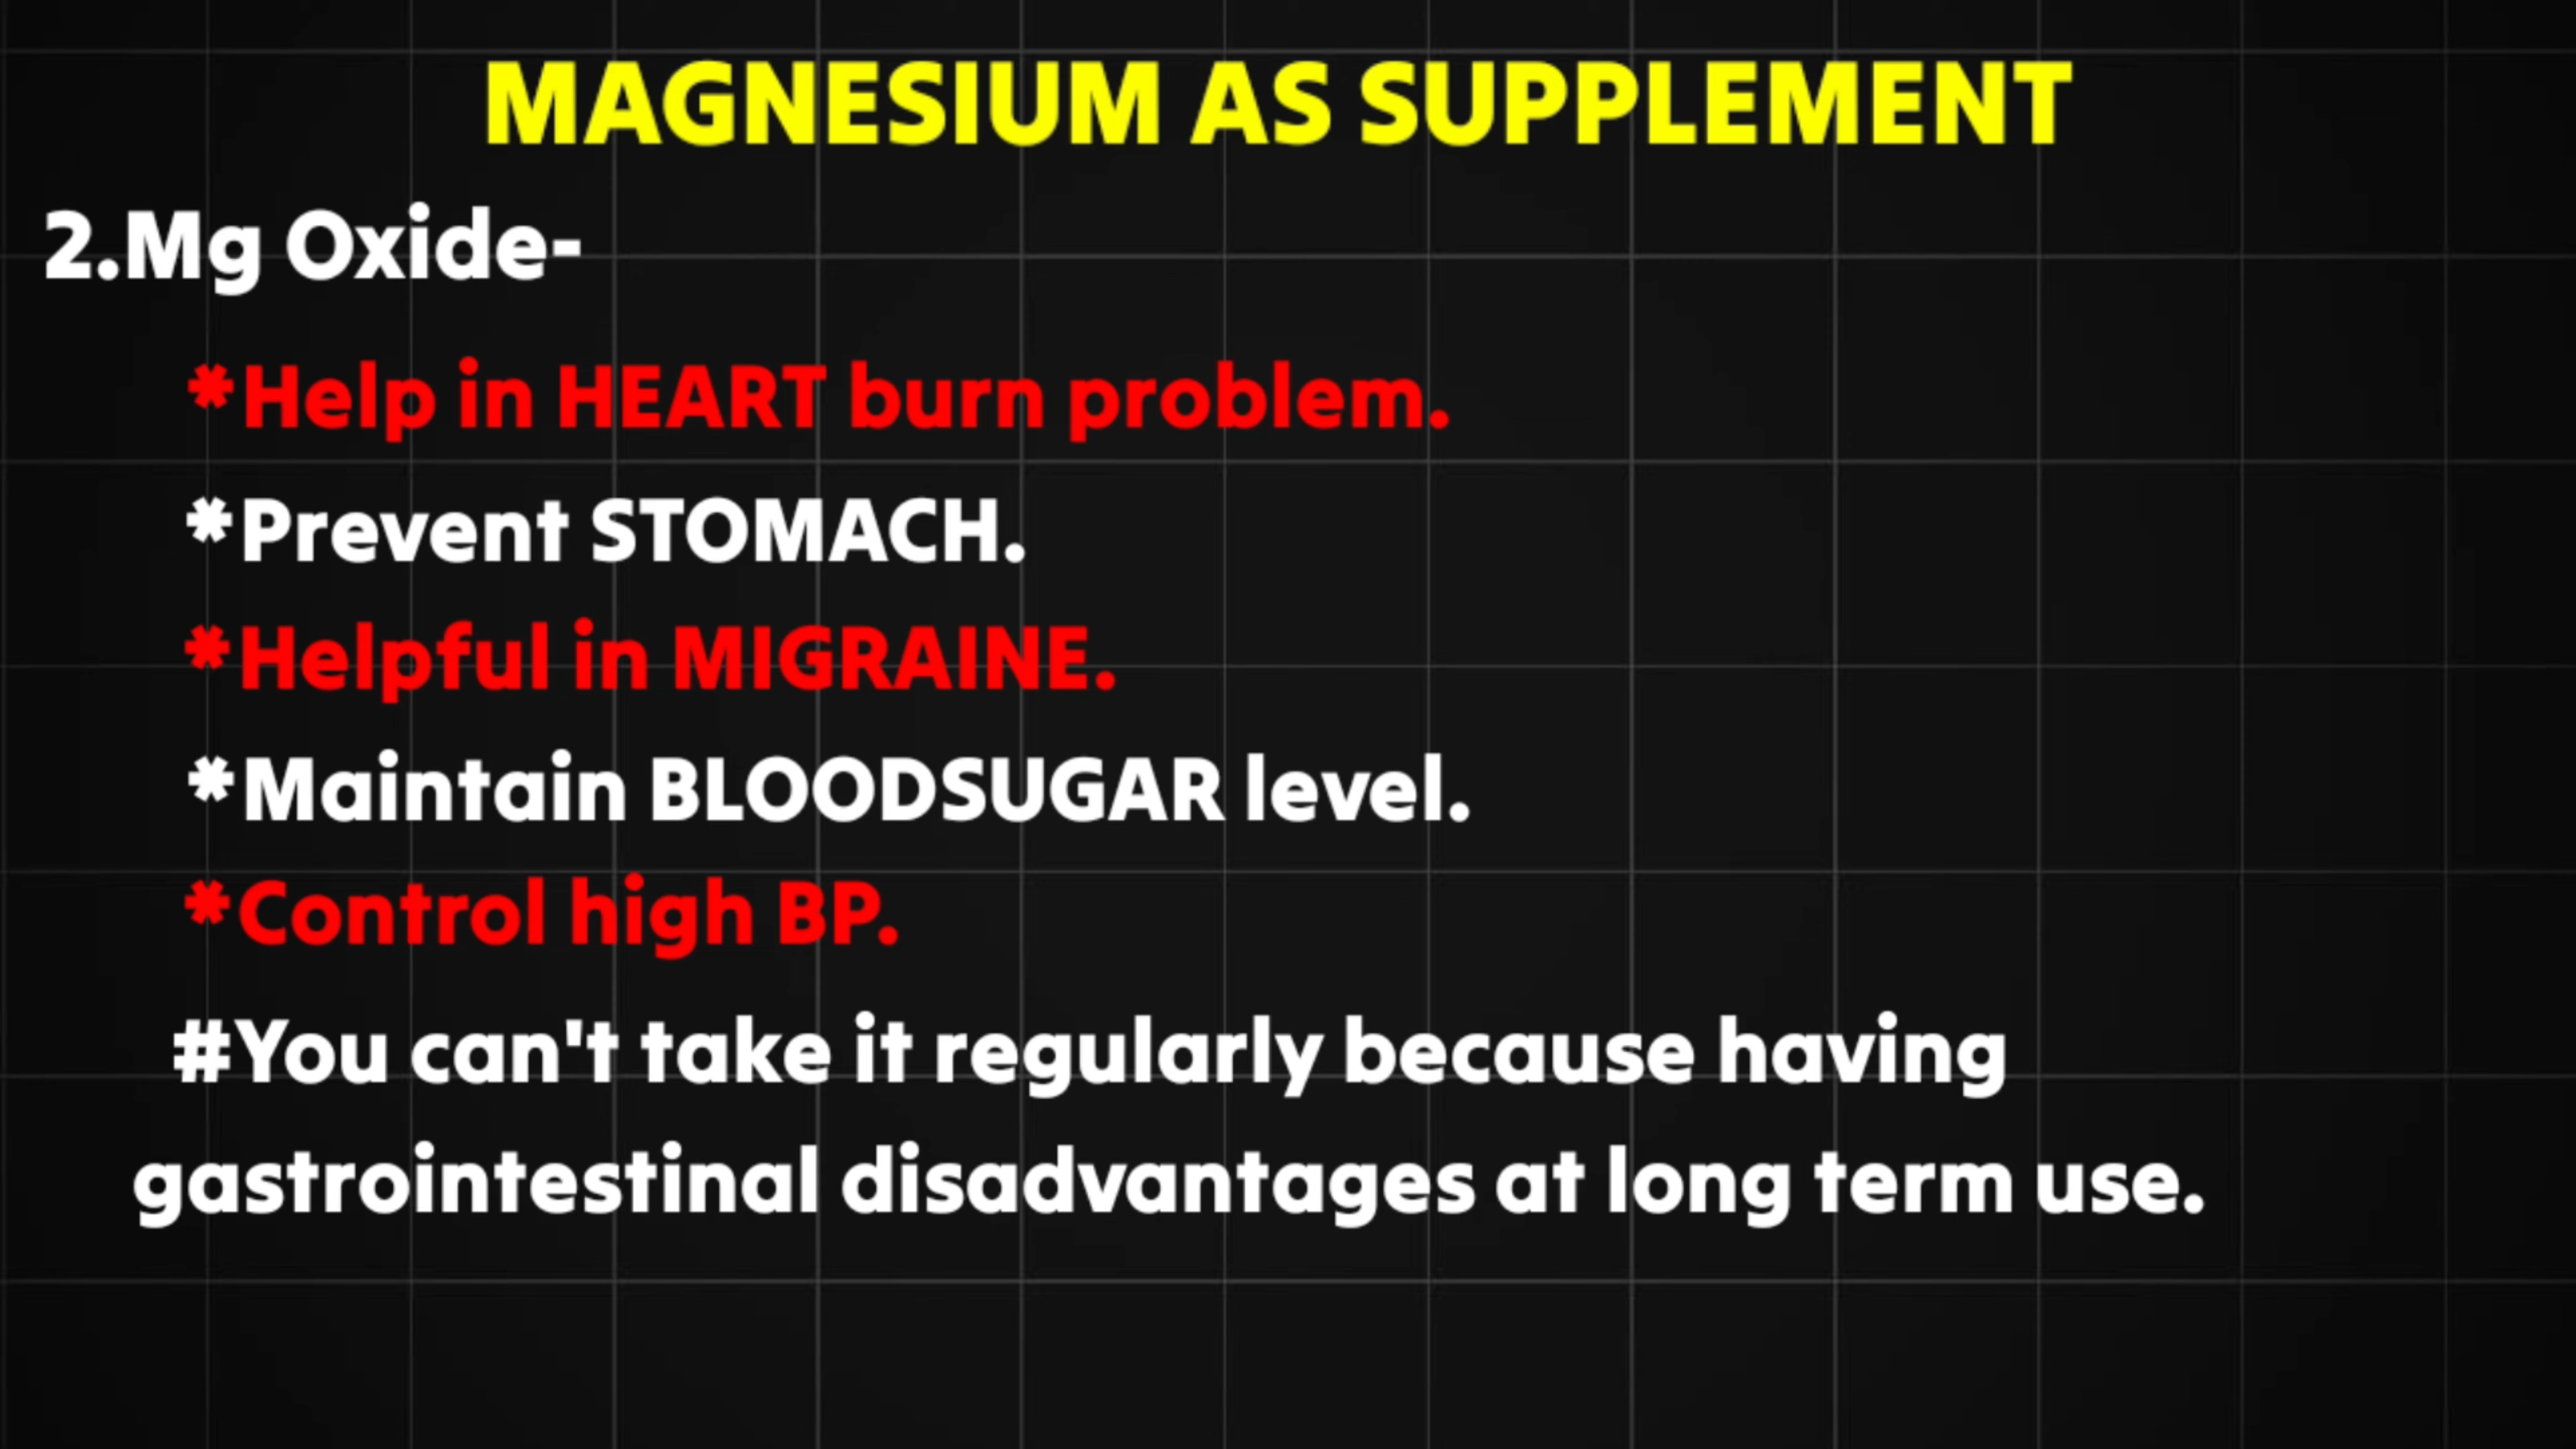 MAGNESIUM AS SUPPLEMENT
2.Mg Oxide-
*Help in HEART burn problem.
*Prevent STOMACH.
*Helpful in MIGRAINE.
*Maintain BLOODSUGAR level.
*Control high BP.
#You can't take it regularly because having
gastrointestinal disadvantages at long term use.